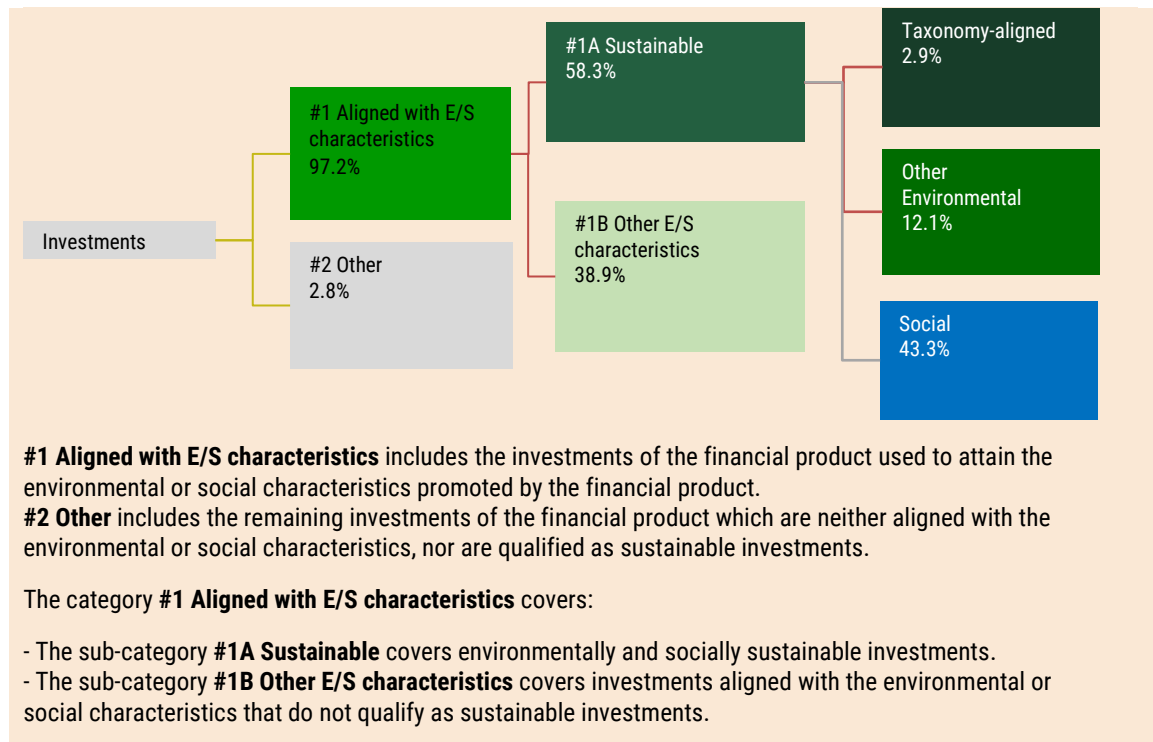 Investments
#1 Aligned with E/S
characteristics
97.2%
#2 Other
2.8%
#1A Sustainable
58.3%
#1B Other E/S
characteristics
38.9%
Taxonomy-aligned
2.9%
Other
Environmental
12.1%
Social
43.3%
#1 Aligned with E/S characteristics includes the investments of the financial product used to attain the
environmental or social characteristics promoted by the financial product.
#2 Other includes the remaining investments of the financial product which are neither aligned with the
environmental or social characteristics, nor are qualified as sustainable investments.
The category #1 Aligned with E/S characteristics covers:
- The sub-category #1A Sustainable covers environmentally and socially sustainable investments.
- The sub-category #1B Other E/S characteristics covers investments aligned with the environmental or
social characteristics that do not qualify as sustainable investments.